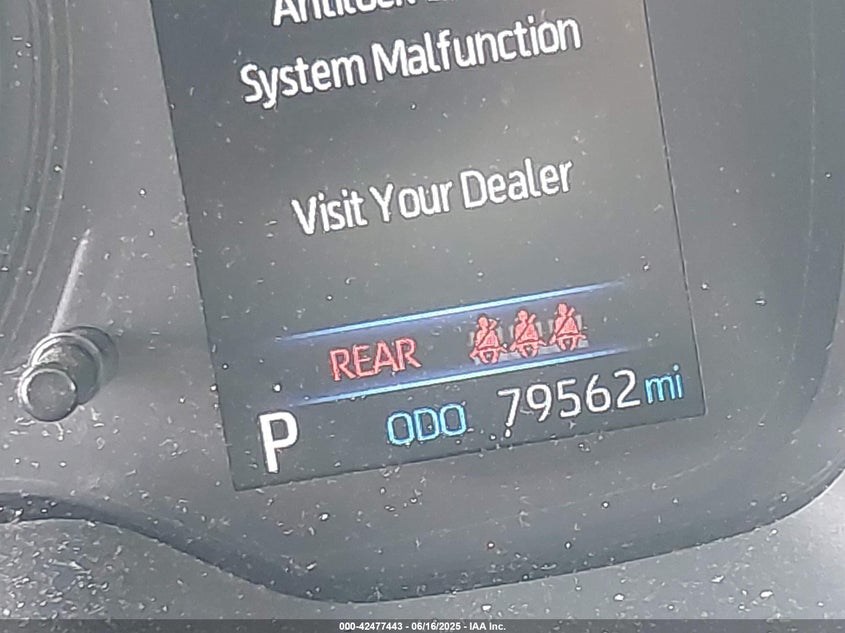 System Malfunction
Visit Your Dealer
REAR
P ODO 79562 mi
000-42477443 - 06/16/2025 - IAA Inc.